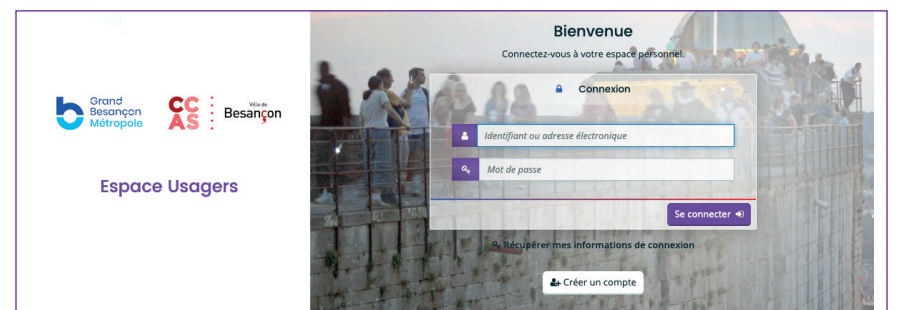 Grand
Besançon
Métropole
CC
AS
Ville de
Besançon
Espace Usagers
Bienvenue
Connectez-vous à votre espace personnel.
Connexion
Identifiant ou adresse électronique
Mot de passe
Se connecter
Récupérer mes informations de connexion
Créer un compte